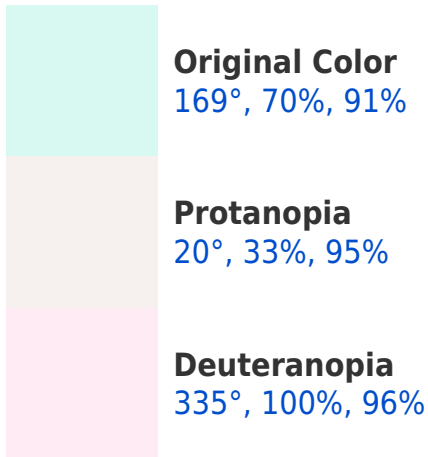 Original Color
169°, 70%, 91%
Protanopia
20°, 33%, 95%
Deuteranopia
335°, 100%, 96%